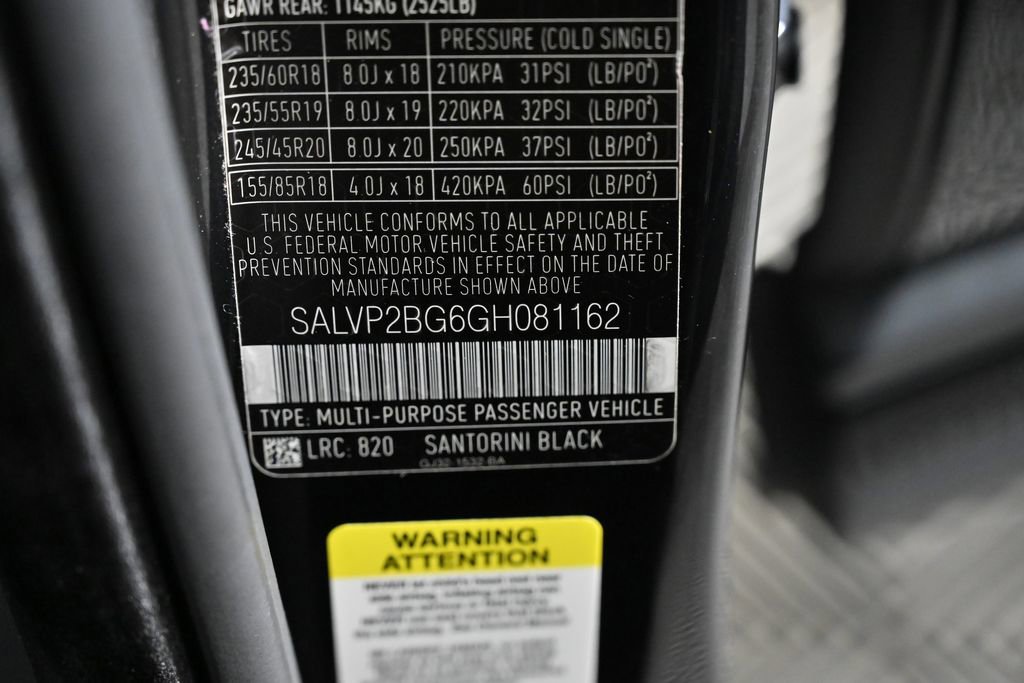 GAWR REAR: 1145KG (2525LB)
TIRES RIMS PRESSURE (COLD SINGLE)
235/60R18 8.0J x 18 210KPA 31PSI (LB/PO²)
235/55R19 8.0J x 19 220KPA 32PSI (LB/PO²)
245/45R20 8.0J x 20 250KPA 37PSI (LB/PO²)
155/85R18 4.0J x 18 420KPA 60PSI (LB/PO²)
THIS VEHICLE CONFORMS TO ALL APPLICABLE
U.S. FEDERAL MOTOR VEHICLE SAFETY AND THEFT
PREVENTION STANDARDS IN EFFECT ON THE DATE OF
MANUFACTURE SHOWN ABOVE
SALVP2BG6GH081162
TYPE: MULTI-PURPOSE PASSENGER VEHICLE
LRC: 820 SANTORINI BLACK
GJ32 1532 BA
WARNING
ATTENTION